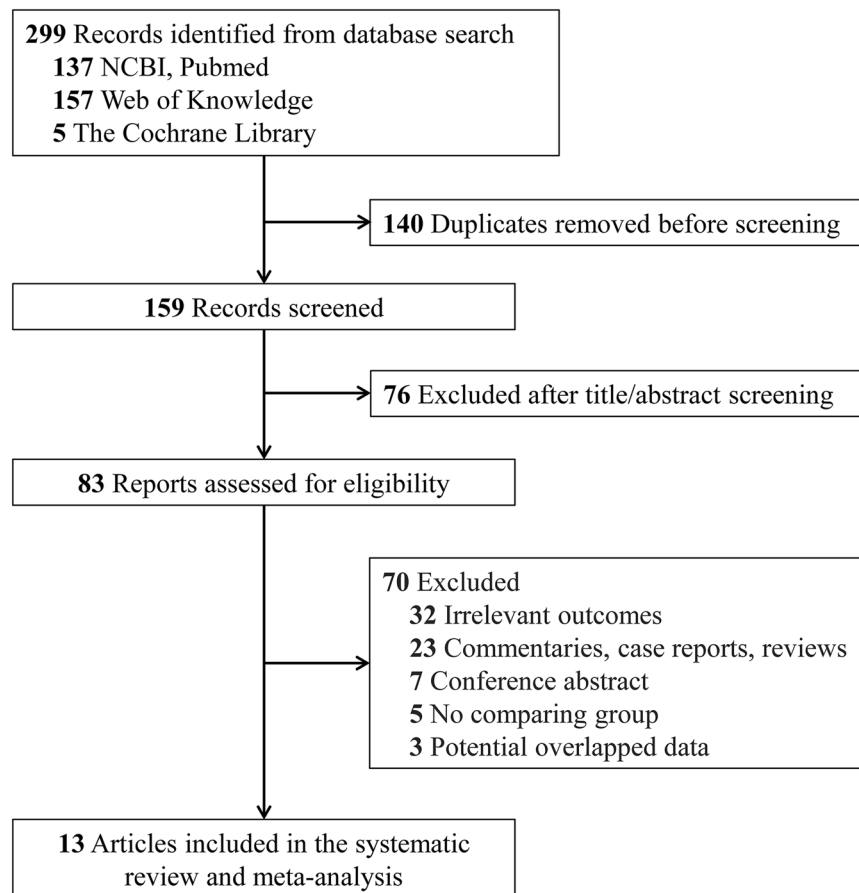 299 Records identified from database search
137 NCBI, Pubmed
157 Web of Knowledge
5 The Cochrane Library
140 Duplicates removed before screening
159 Records screened
76 Excluded after title/abstract screening
83 Reports assessed for eligibility
70 Excluded
32 Irrelevant outcomes
23 Commentaries, case reports, reviews
7 Conference abstract
5 No comparing group
3 Potential overlapped data
13 Articles included in the systematic
review and meta-analysis